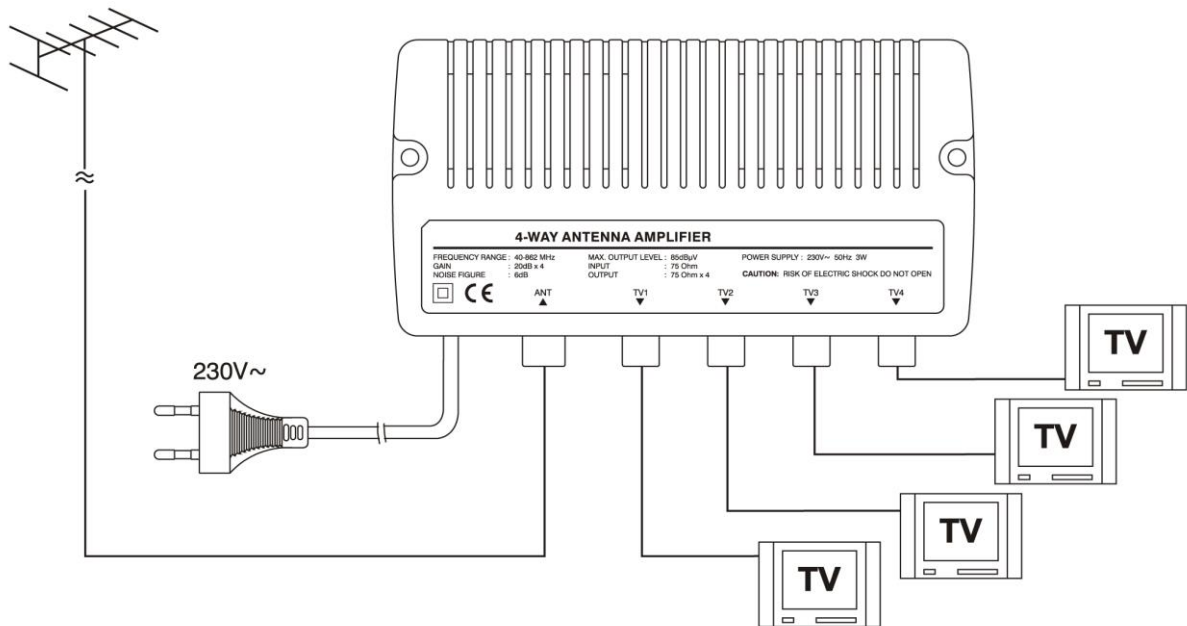 4-WAY ANTENNA AMPLIFIER
FREQUENCY RANGE : 40-862 MHz MAX. OUTPUT LEVEL : 85dBµV POWER SUPPLY : 230V~ 50Hz 3W
GAIN : 20dB x 4 INPUT : 75 Ohm
NOISE FIGURE : 6dB OUTPUT : 75 Ohm x 4 CAUTION: RISK OF ELECTRIC SHOCK DO NOT OPEN
CE ANT TV1 TV2 TV3 TV4
TV
230V~
TV
TV
TV